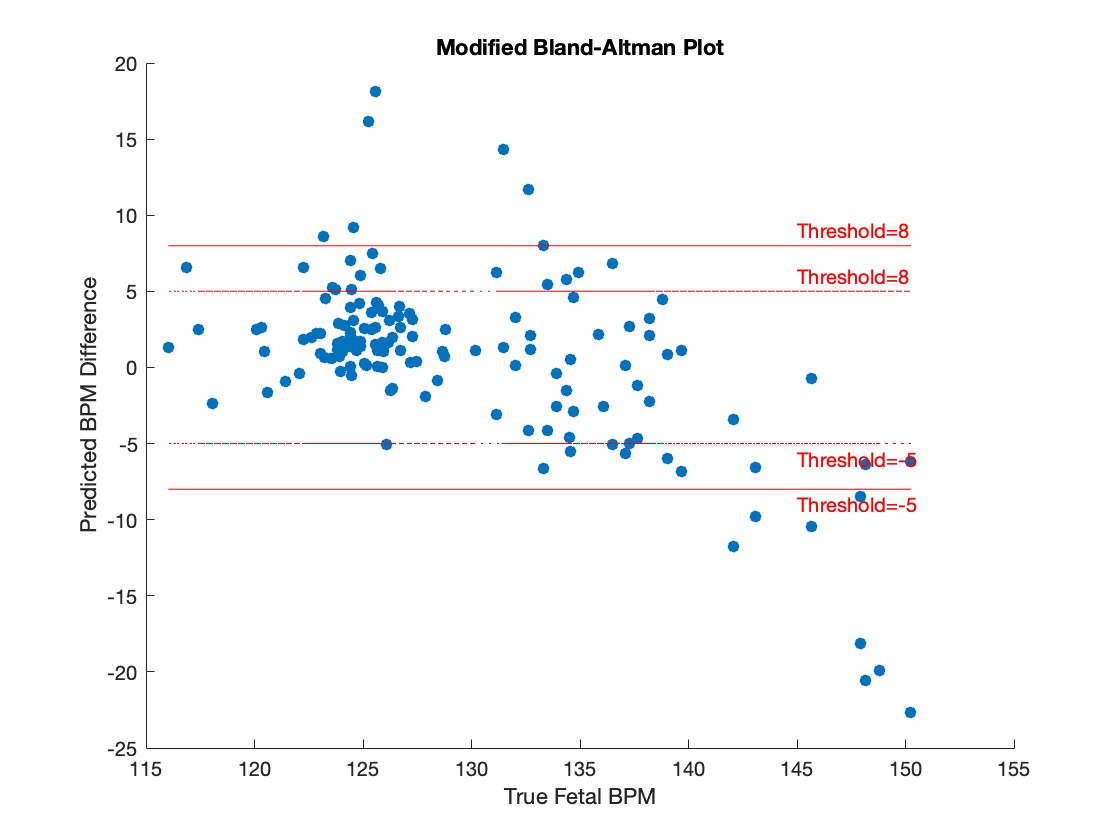 Modified Bland-Altman Plot
20
15
10
5
0
-5
-10
-15
-20
-25
Predicted BPM Difference
Threshold=8
Threshold=8
Threshold=-5
Threshold=-5
115 120 125 130 135 140 145 150 155
True Fetal BPM